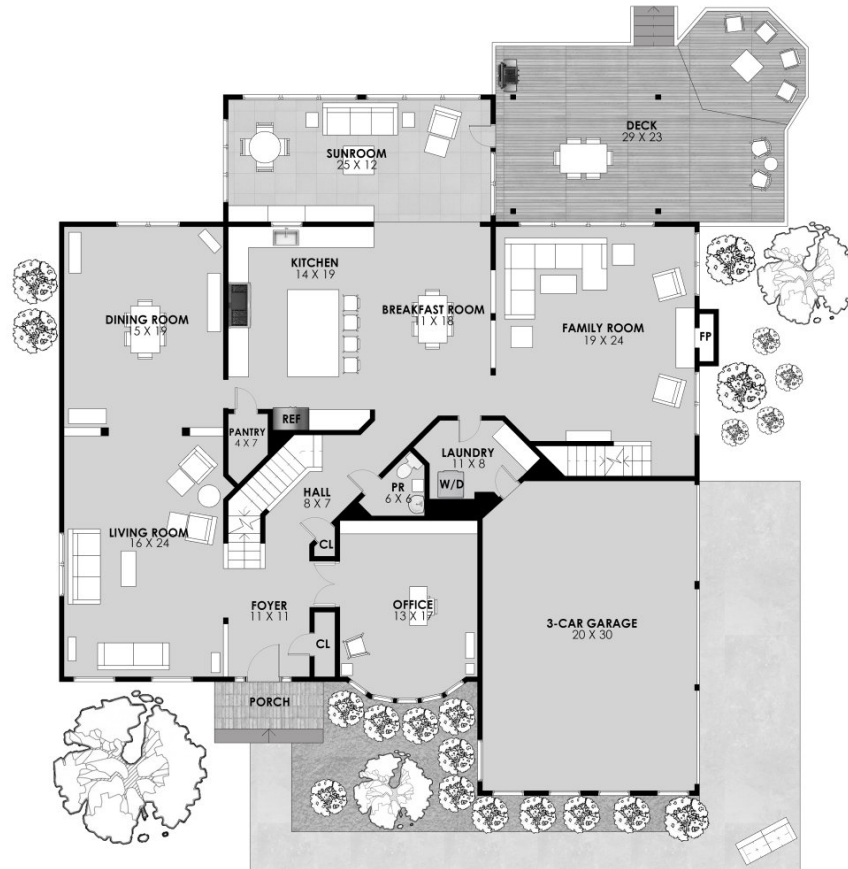 DECK
29 X 23
SUNROOM
25 X 12
KITCHEN
14 X 19
DINING ROOM
15 X 19
BREAKFAST ROOM
11 X 18
FAMILY ROOM
19 X 24
FP
REF
PANTRY
4 X 7
LAUNDRY
11 X 8
W/D
PR
6 X 6
HALL
8 X 7
CL
LIVING ROOM
16 X 24
FOYER
11 X 11
OFFICE
13 X 17
3-CAR GARAGE
20 X 30
CL
PORCH